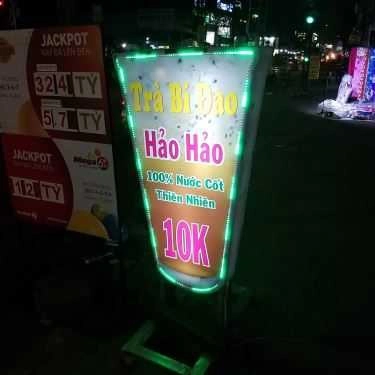 JACKPOT
32,4 TỶ
5,7 TỶ
JACKPOT
12 TỶ
Mega
Trà Bí Đao
Hảo Hảo
100% Nước Cốt
Thiên Nhiên
10K